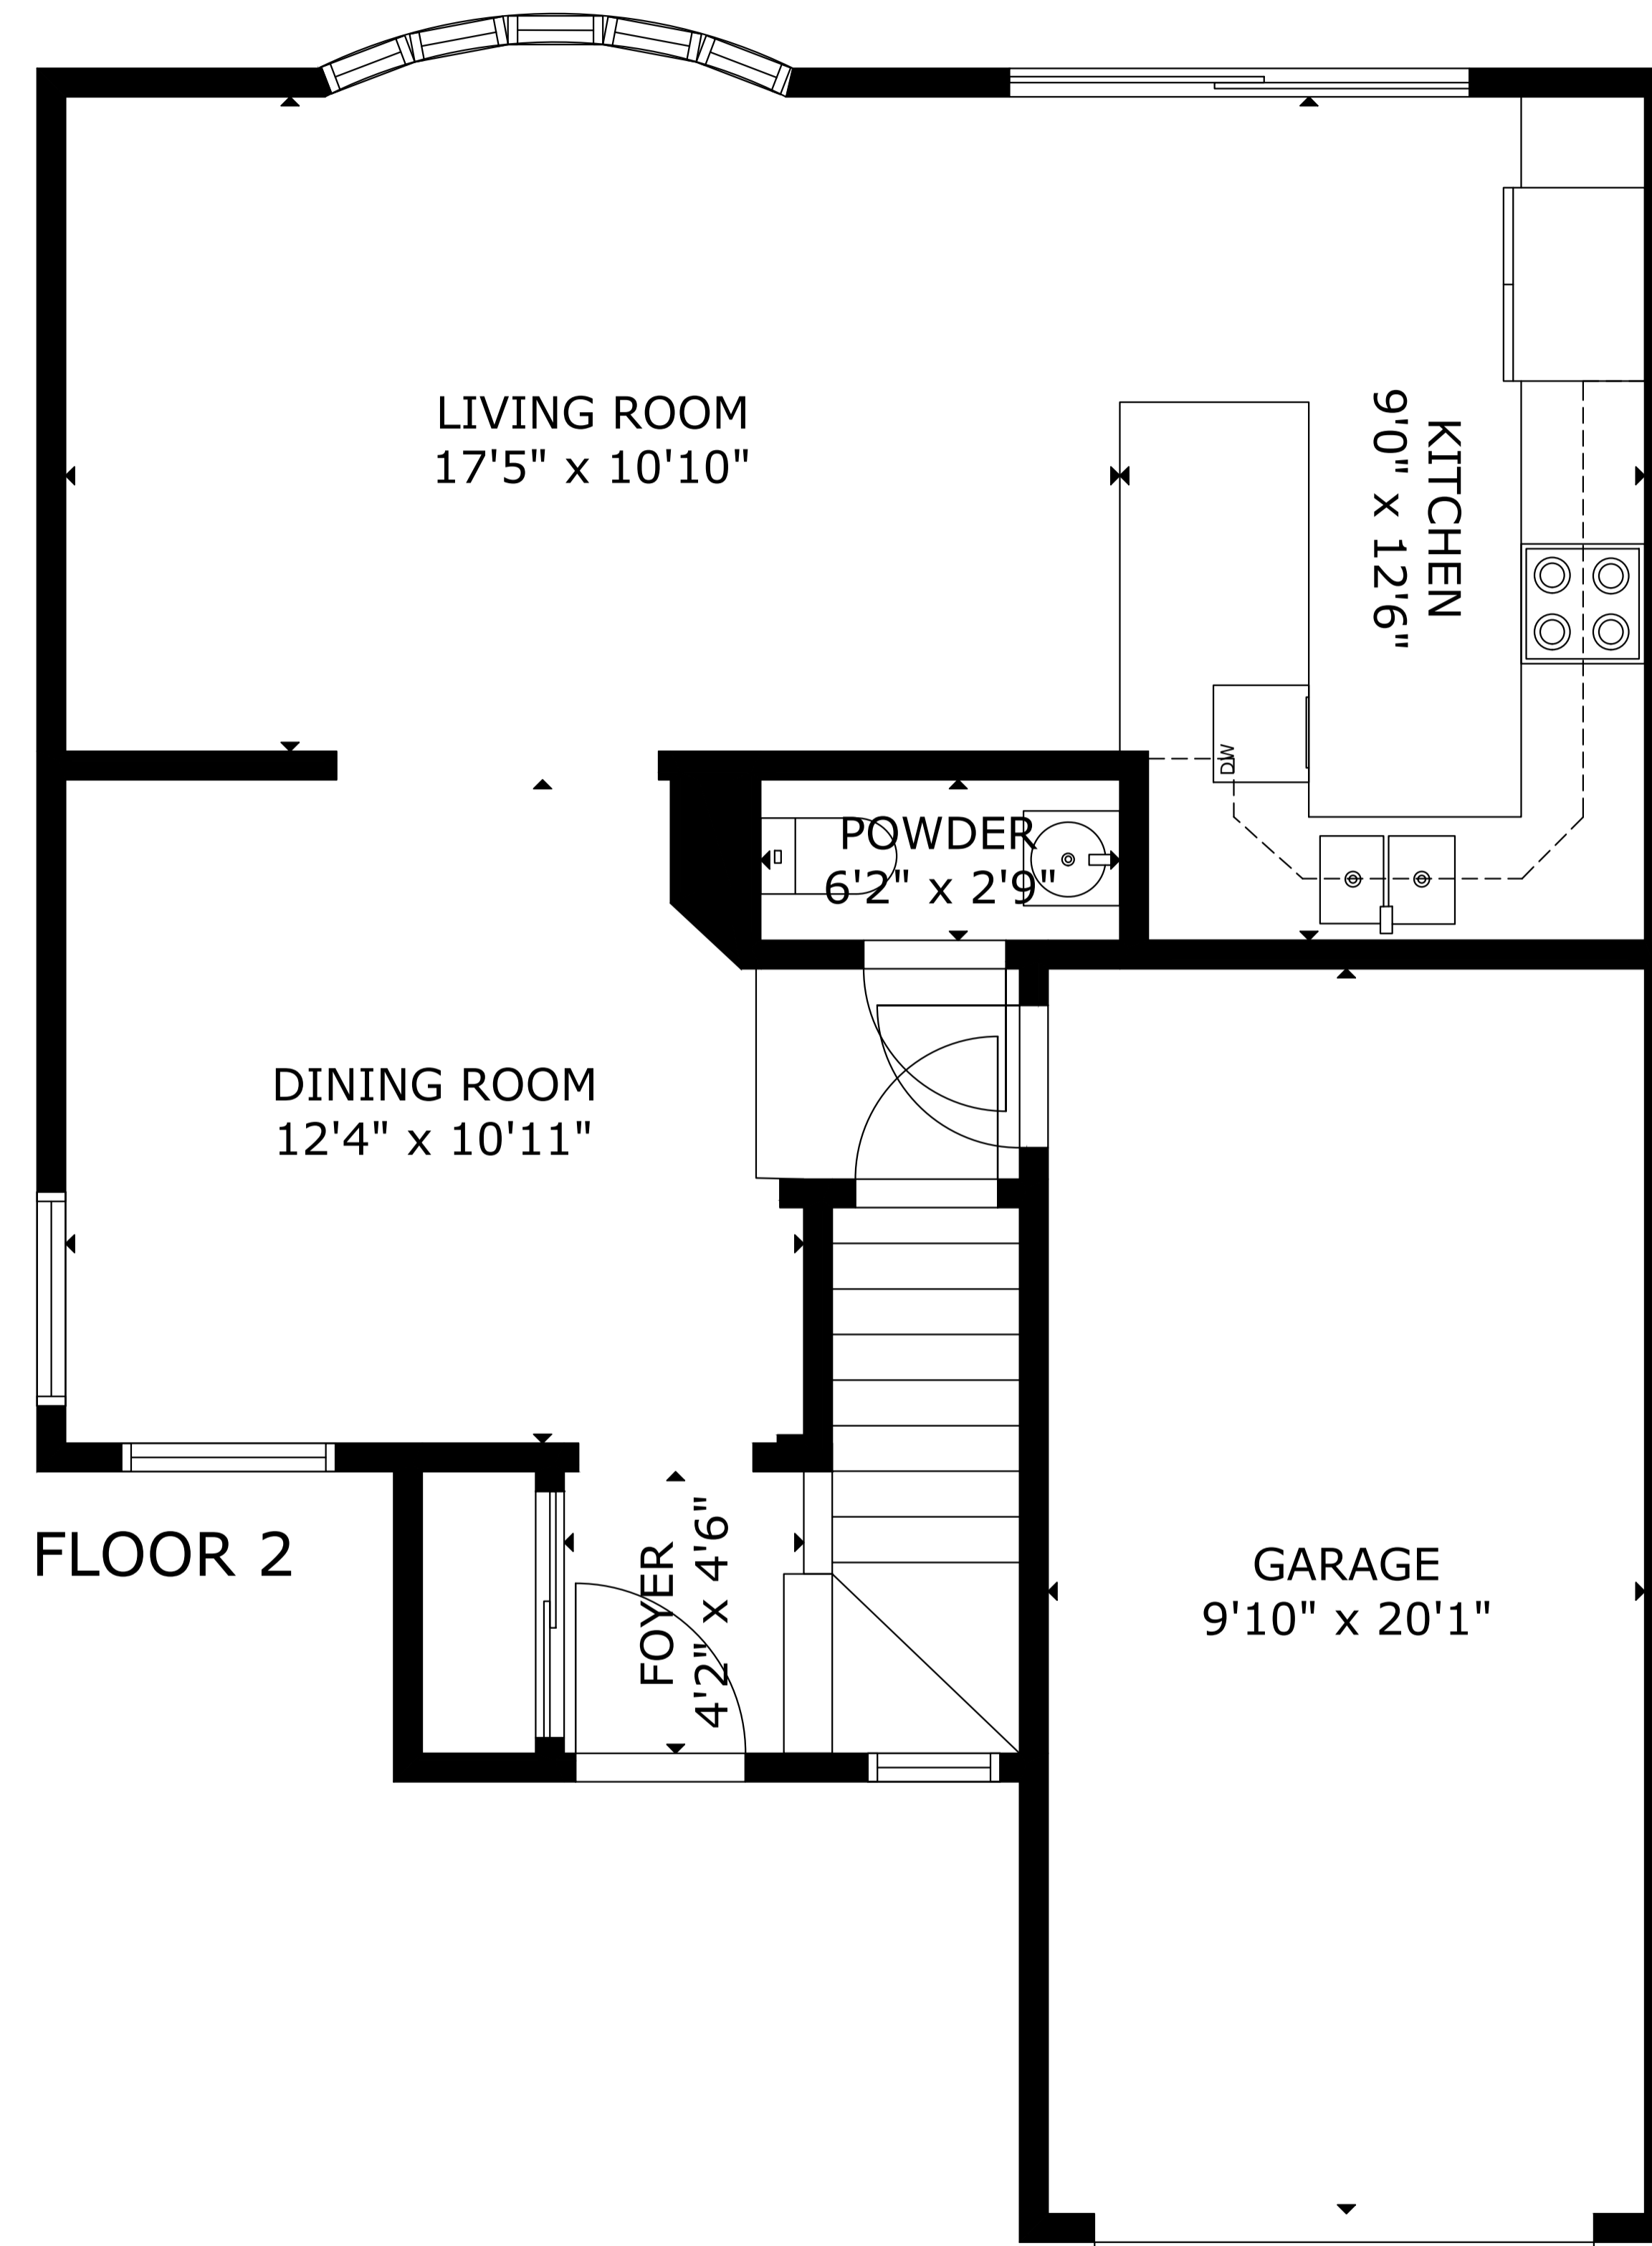 LIVING ROOM
17'5" x 10'10"
KITCHEN
9'0" x 12'6"
DW
POWDER
6'2" x 2'9"
DINING ROOM
12'4" x 10'11"
FLOOR 2
FOYER
4'2" x 4'6"
GARAGE
9'10" x 20'1"